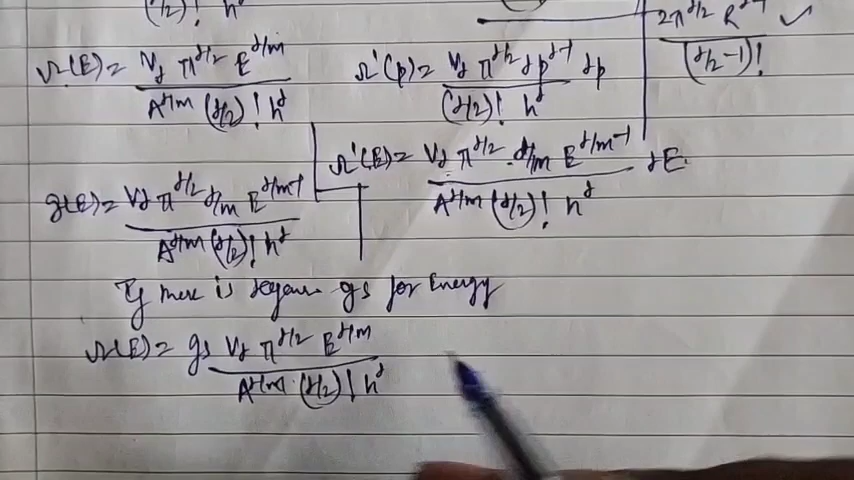 (d/2)! h^d
2π^{d/2} R^{d-1} ✓
(d/2-1)!
Ω(E) = V_d π^{d/2} E^{d/m} / A^{d/m} (d/2)! h^d
Ω'(p) = V_d π^{d/2} d p^{d-1} dp / (d/2)! h^d
Ω'(E) = V_d π^{d/2} d/m E^{d/m-1} dE / A^{d/m} (d/2)! h^d
g(E) = V_d π^{d/2} d/m E^{d/m-1} / A^{d/m} (d/2)! h^d
If there is gs for Energy
Ω(E) = gs V_d π^{d/2} E^{d/m} / A^{d/m} (d/2)! h^d